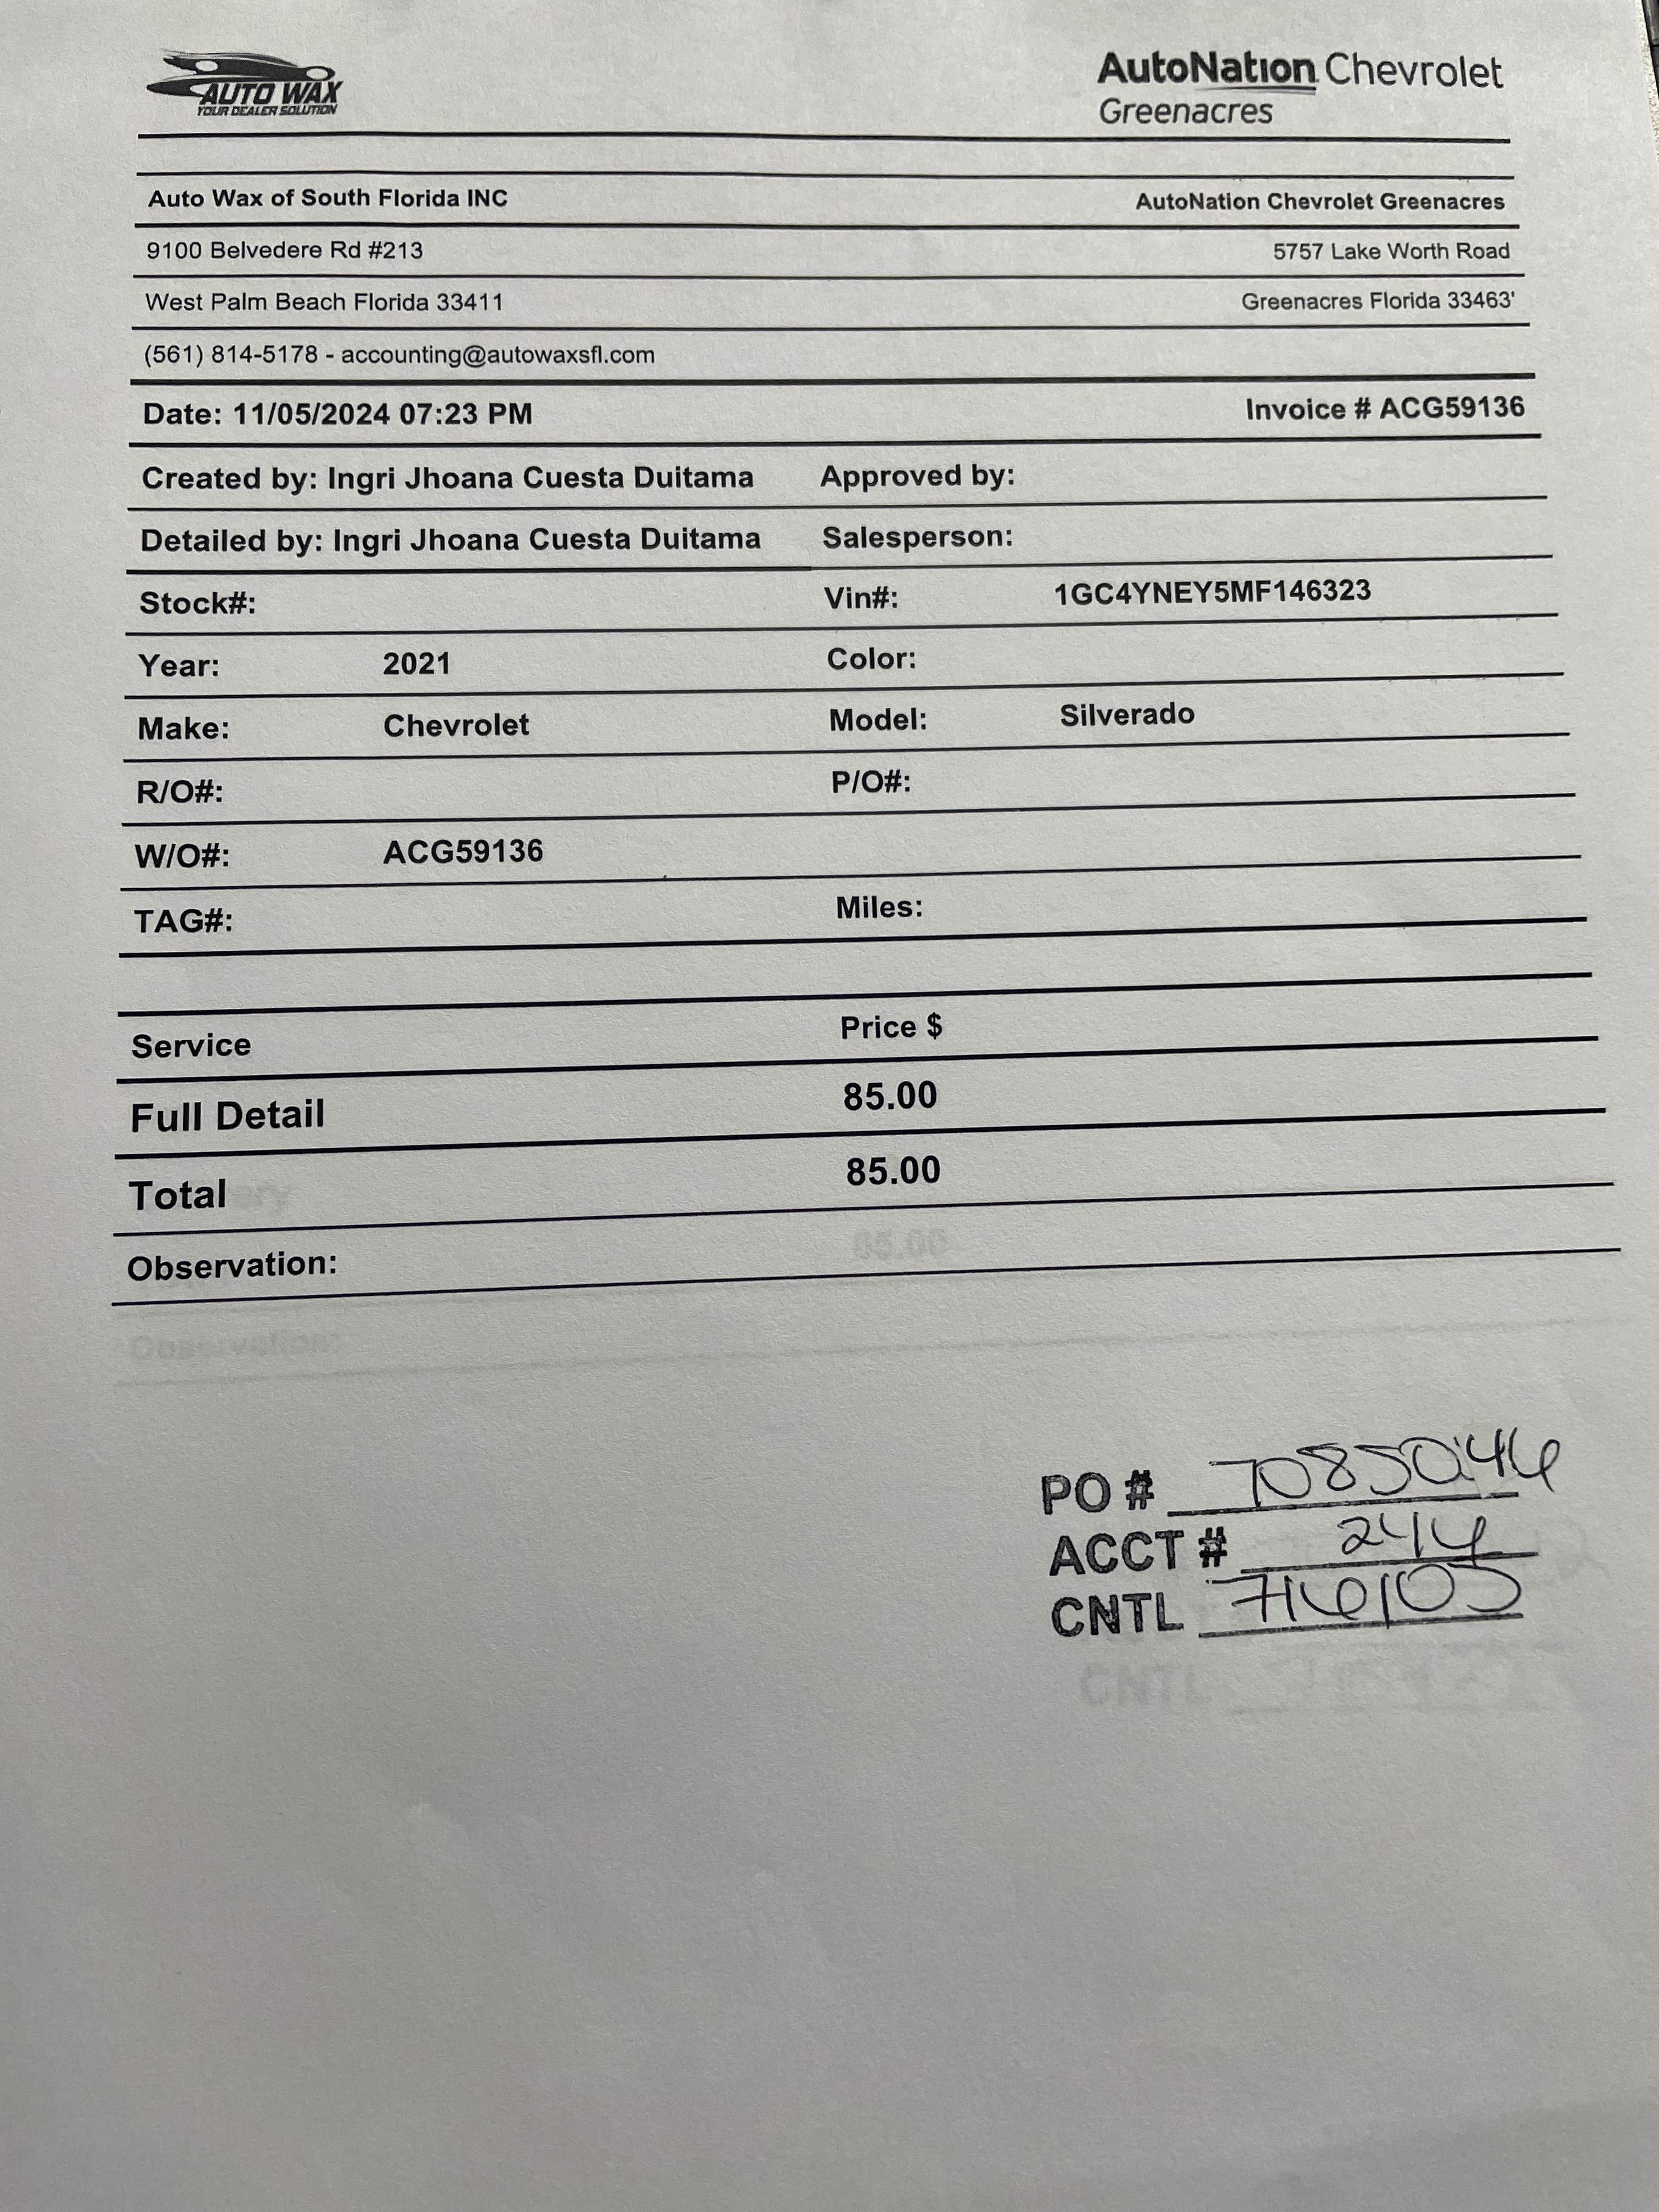 AUTO WAX
YOUR DEALER SOLUTION
AutoNation Chevrolet
Greenacres
Auto Wax of South Florida INC
AutoNation Chevrolet Greenacres
9100 Belvedere Rd #213
5757 Lake Worth Road
West Palm Beach Florida 33411
Greenacres Florida 33463'
(561) 814-5178 - accounting@autowaxsfl.com
Date: 11/05/2024 07:23 PM
Invoice # ACG59136
Created by: Ingri Jhoana Cuesta Duitama Approved by:
Detailed by: Ingri Jhoana Cuesta Duitama Salesperson:
Stock#: Vin#: 1GC4YNEY5MF146323
Year: 2021 Color:
Make: Chevrolet Model: Silverado
R/O#: P/O#:
W/O#: ACG59136
TAG#: Miles:
Service Price $
Full Detail 85.00
Total 85.00
Observation:
PO #
ACCT # 244
CNTL